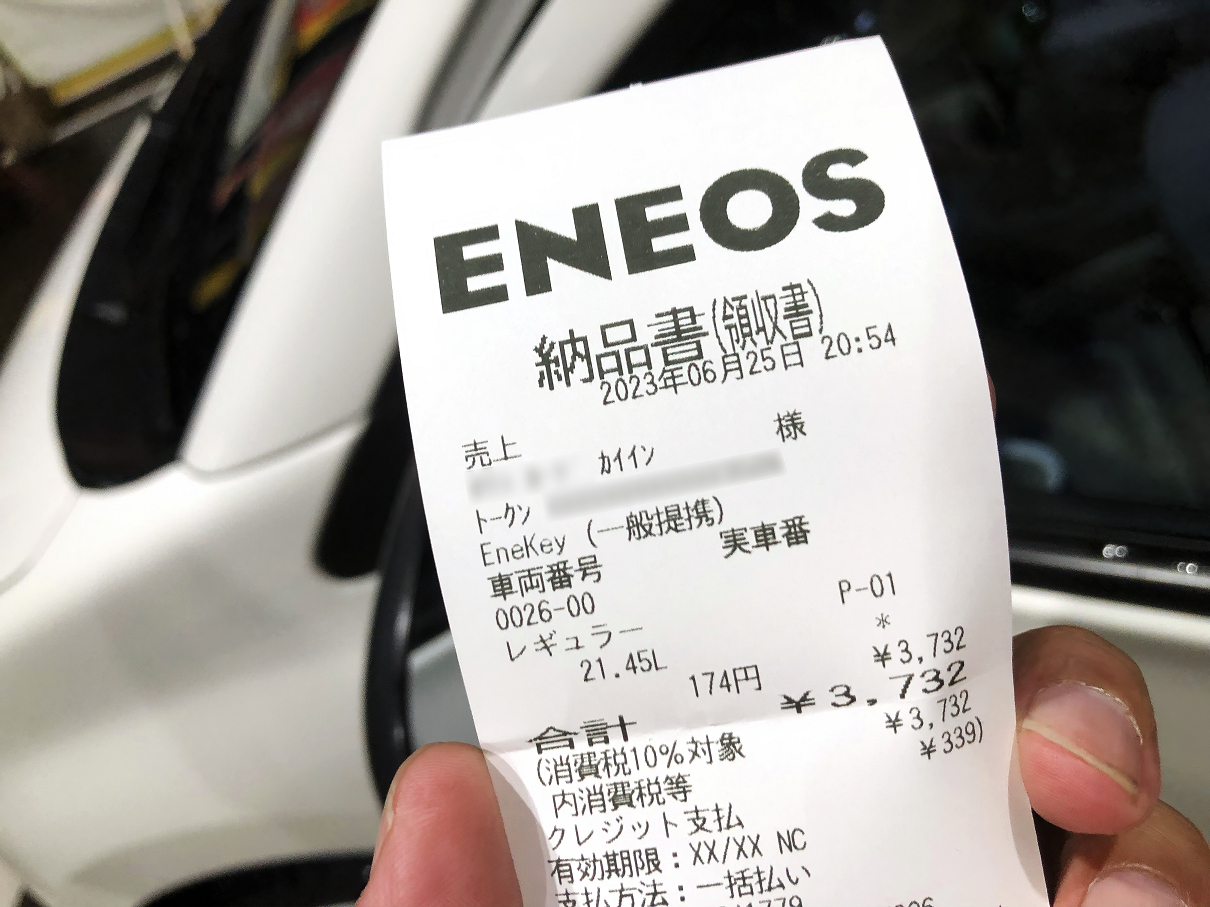 ENEOS
納品書(領収書)
2023年06月25日 20:54
売上 様
カイイン
トークン
EneKey (一般提携)
車両番号 実車番
0026-00
レギュラー P-01
21.45L 174円 ¥3,732 *
合計 ¥3,732
(消費税10%対象 ¥3,732
内消費税等 ¥339)
クレジット支払
有効期限:XX/XX NC
支払方法:一括払い